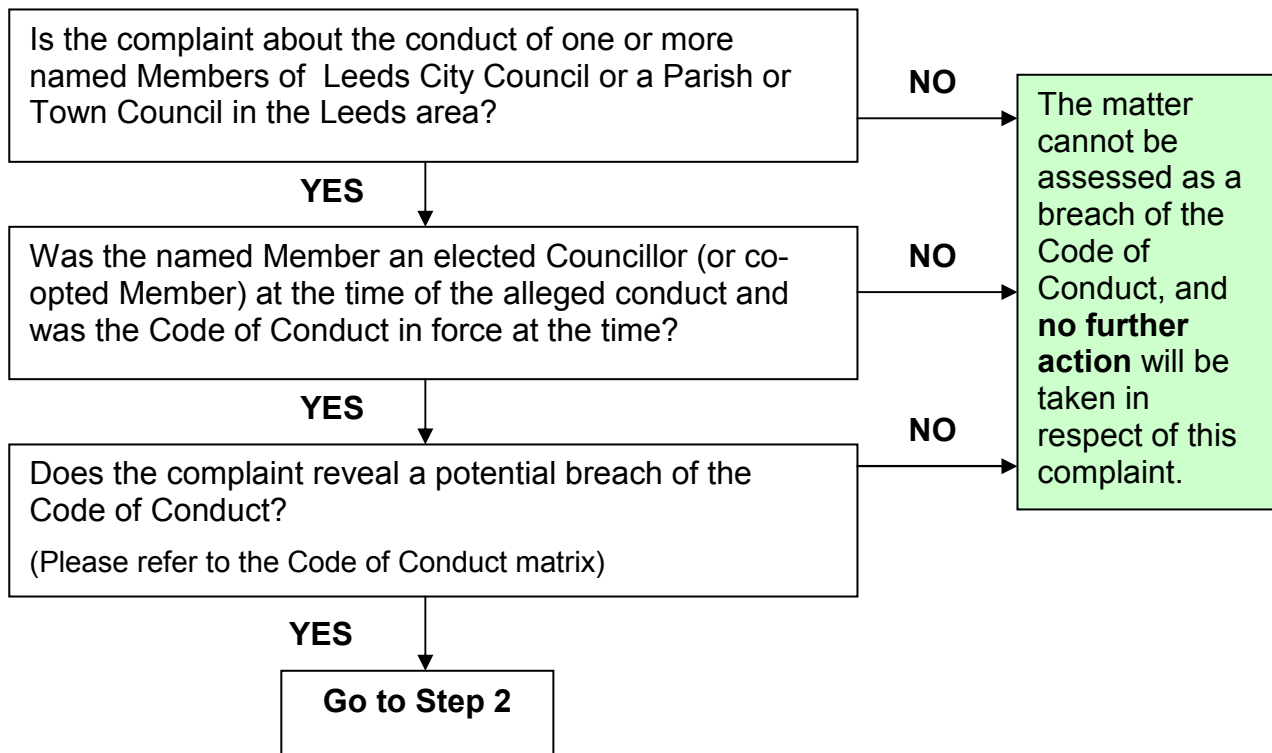 Is the complaint about the conduct of one or more
named Members of  Leeds City Council or a Parish or
Town Council in the Leeds area?
NO
YES
Was the named Member an elected Councillor (or co-
opted Member) at the time of the alleged conduct and
was the Code of Conduct in force at the time?
NO
YES
Does the complaint reveal a potential breach of the
Code of Conduct?
(Please refer to the Code of Conduct matrix)
NO
YES
Go to Step 2
The matter
cannot be
assessed as a
breach of the
Code of
Conduct, and
no further
action will be
taken in
respect of this
complaint.